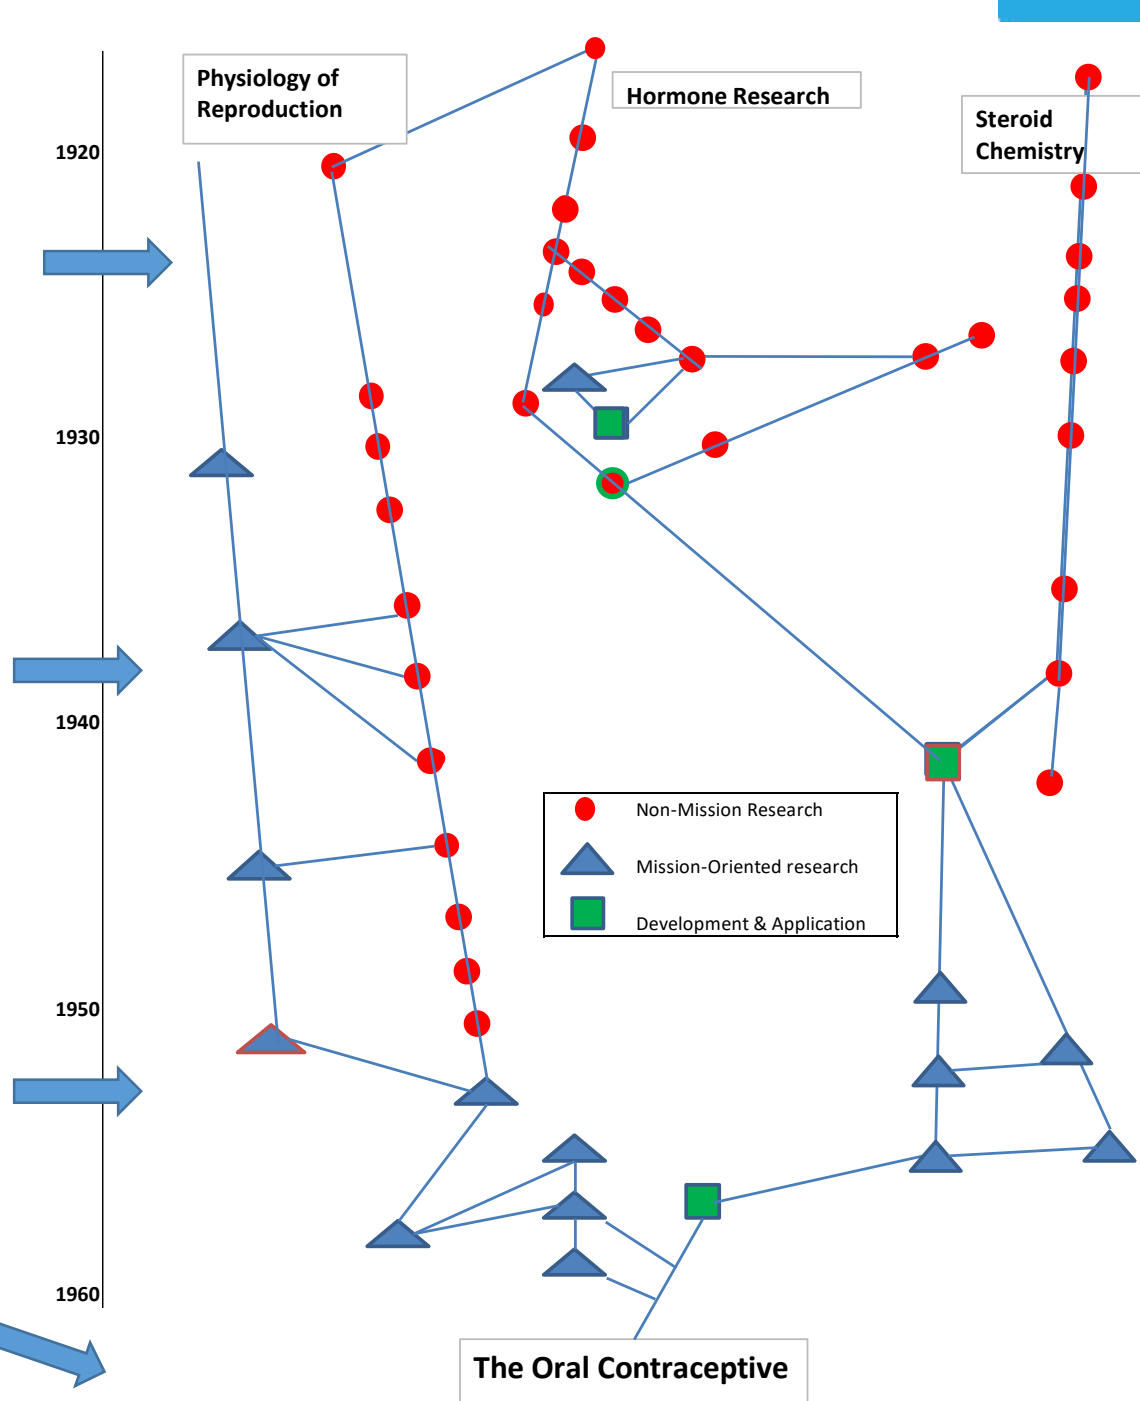 Physiology of
Reproduction
Hormone Research
Steroid
Chemistry
1920
1930
1940
Non-Mission Research
Mission-Oriented research
Development & Application
1950
1960
The Oral Contraceptive